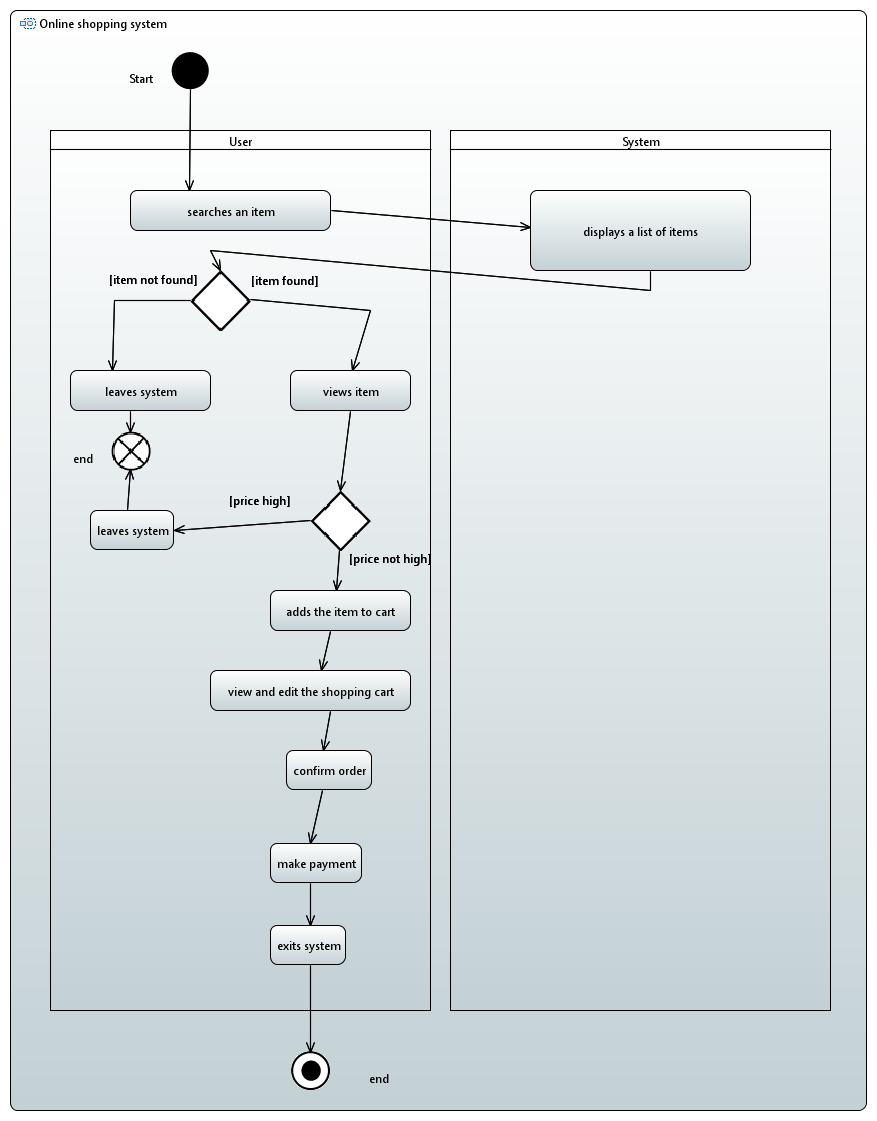 Online shopping system
Start
User
System
searches an item
displays a list of items
[item not found]
[item found]
leaves system
views item
end
[price high]
leaves system
[price not high]
adds the item to cart
view and edit the shopping cart
confirm order
make payment
exits system
end